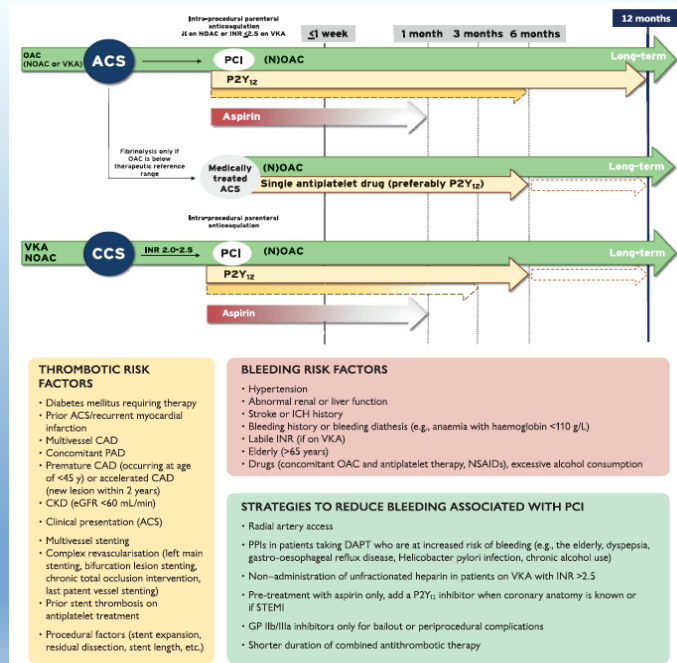 Intra-procedural parenteral
anticoagulation
if on NOAC or INR ≤2.5 on VKA
≤1 week
1 month
3 months
6 months
12 months
OAC
(NOAC or VKA)
ACS
PCI
(N)OAC
Long-term
P2Y₁₂
Aspirin
Fibrinolysis only if
OAC is below
therapeutic reference
range
Medically
treated
ACS
(N)OAC
Long-term
Single antiplatelet drug (preferably P2Y₁₂)
Intra-procedural parenteral
anticoagulation
VKA
NOAC
CCS
INR 2.0-2.5
PCI
(N)OAC
Long-term
P2Y₁₂
Aspirin
THROMBOTIC RISK
FACTORS
• Diabetes mellitus requiring therapy
• Prior ACS/recurrent myocardial
infarction
• Multivessel CAD
• Concomitant PAD
• Premature CAD (occurring at age
of <45 y) or accelerated CAD
(new lesion within 2 years)
• CKD (eGFR <60 mL/min)
• Clinical presentation (ACS)
• Multivessel stenting
• Complex revascularisation (left main
stenting, bifurcation lesion stenting,
chronic total occlusion intervention,
last patent vessel stenting)
• Prior stent thrombosis on
antiplatelet treatment
• Procedural factors (stent expansion,
residual dissection, stent length, etc.)
BLEEDING RISK FACTORS
• Hypertension
• Abnormal renal or liver function
• Stroke or ICH history
• Bleeding history or bleeding diathesis (e.g., anaemia with haemoglobin <110 g/L)
• Labile INR (if on VKA)
• Elderly (>65 years)
• Drugs (concomitant OAC and antiplatelet therapy, NSAIDs), excessive alcohol consumption
STRATEGIES TO REDUCE BLEEDING ASSOCIATED WITH PCI
• Radial artery access
• PPIs in patients taking DAPT who are at increased risk of bleeding (e.g., the elderly, dyspepsia,
gastro-oesophageal reflux disease, Helicobacter pylori infection, chronic alcohol use)
• Non–administration of unfractionated heparin in patients on VKA with INR >2.5
• Pre-treatment with aspirin only, add a P2Y₁₂ inhibitor when coronary anatomy is known or
if STEMI
• GP IIb/IIIa inhibitors only for bailout or periprocedural complications
• Shorter duration of combined antithrombotic therapy